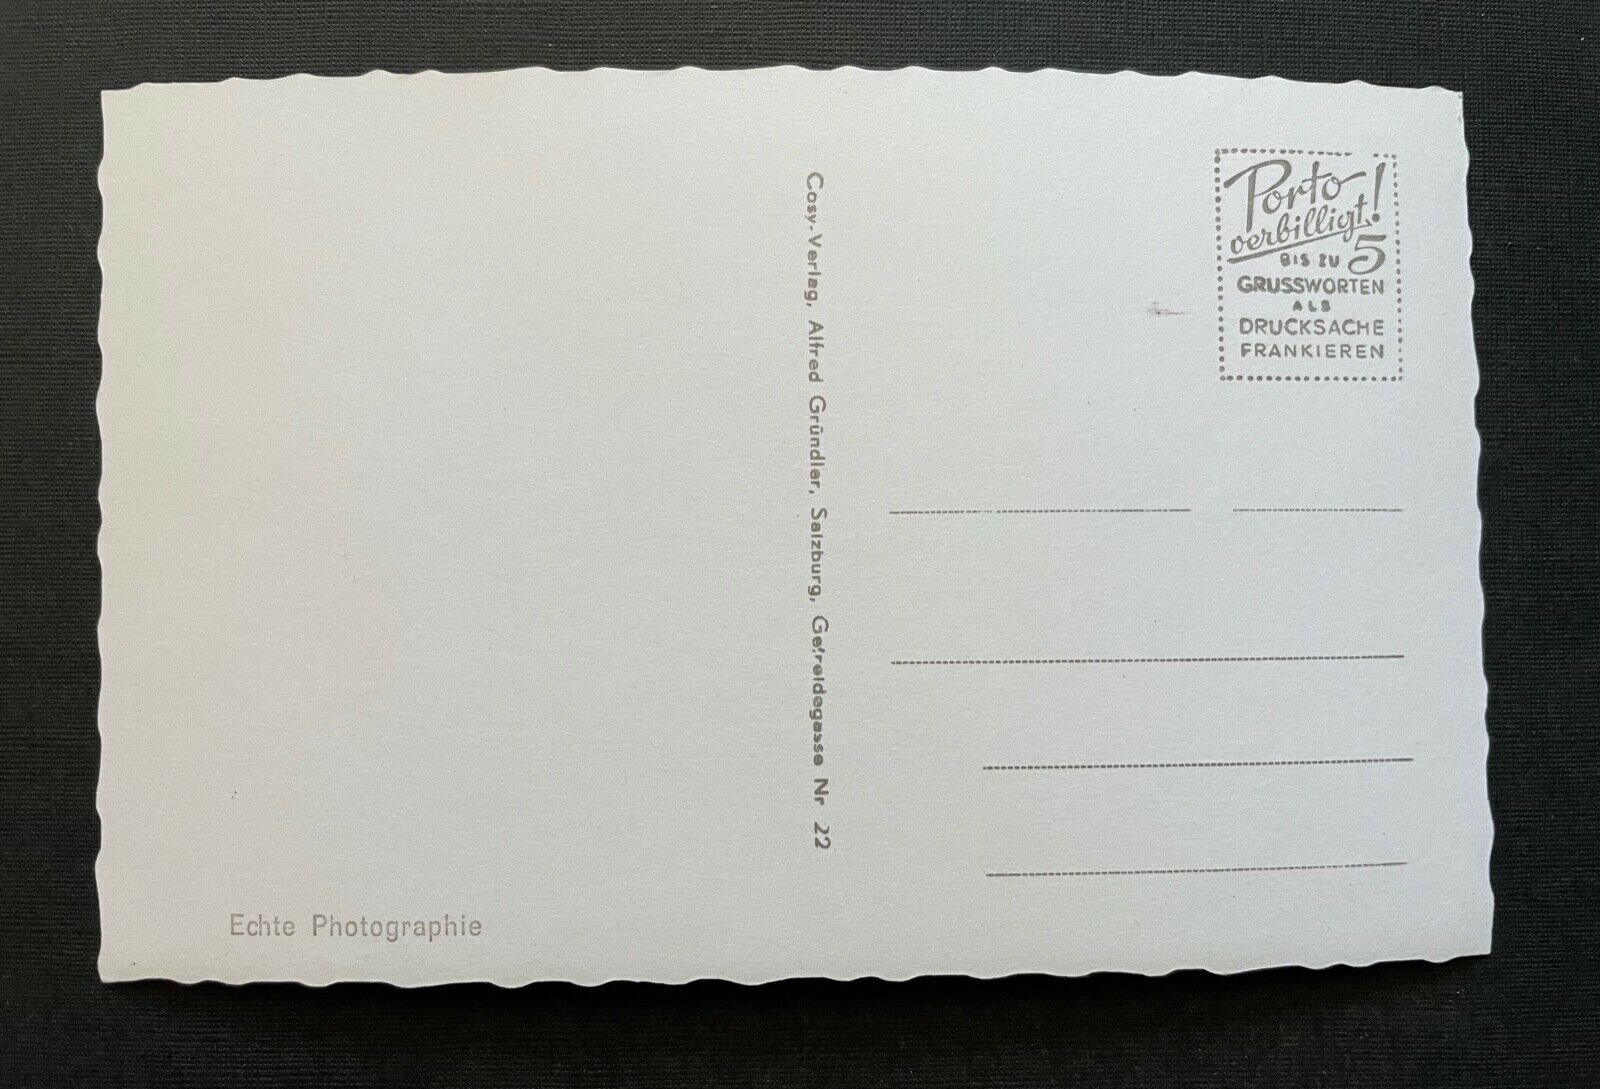 Cosy-Verlag, Alfred Gründler, Salzburg, Getreidegasse Nr 22
Porto
verbilligt!
BIS ZU 5
GRUSSWORTEN
ALS
DRUCKSACHE
FRANKIEREN
Echte Photographie